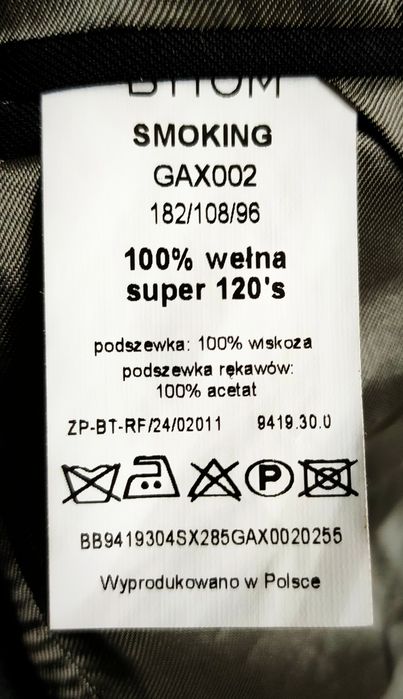 BYTOM
SMOKING
GAX002
182/108/96
100% wełna
super 120's
podszewka: 100% wiskoza
podszewka rękawów:
100% acetat
ZP-BT-RF/24/02011 9419.30.0
P
BB9419304SX285GAX0020255
Wyprodukowano w Polsce